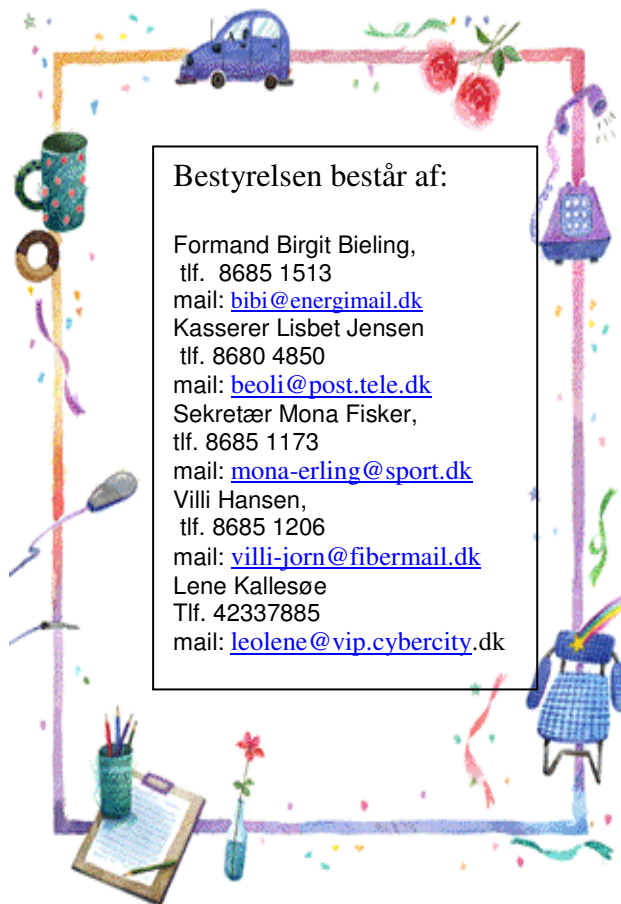 Bestyrelsen består af:
Formand Birgit Bieling,
tlf. 8685 1513
mail: bibi@energimail.dk
Kasserer Lisbet Jensen
tlf. 8680 4850
mail: beoli@post.tele.dk
Sekretær Mona Fisker,
tlf. 8685 1173
mail: mona-erling@sport.dk
Villi Hansen,
tlf. 8685 1206
mail: villi-jorn@fibermail.dk
Lene Kallesøe
Tlf. 42337885
mail: leolene@vip.cybercity.dk